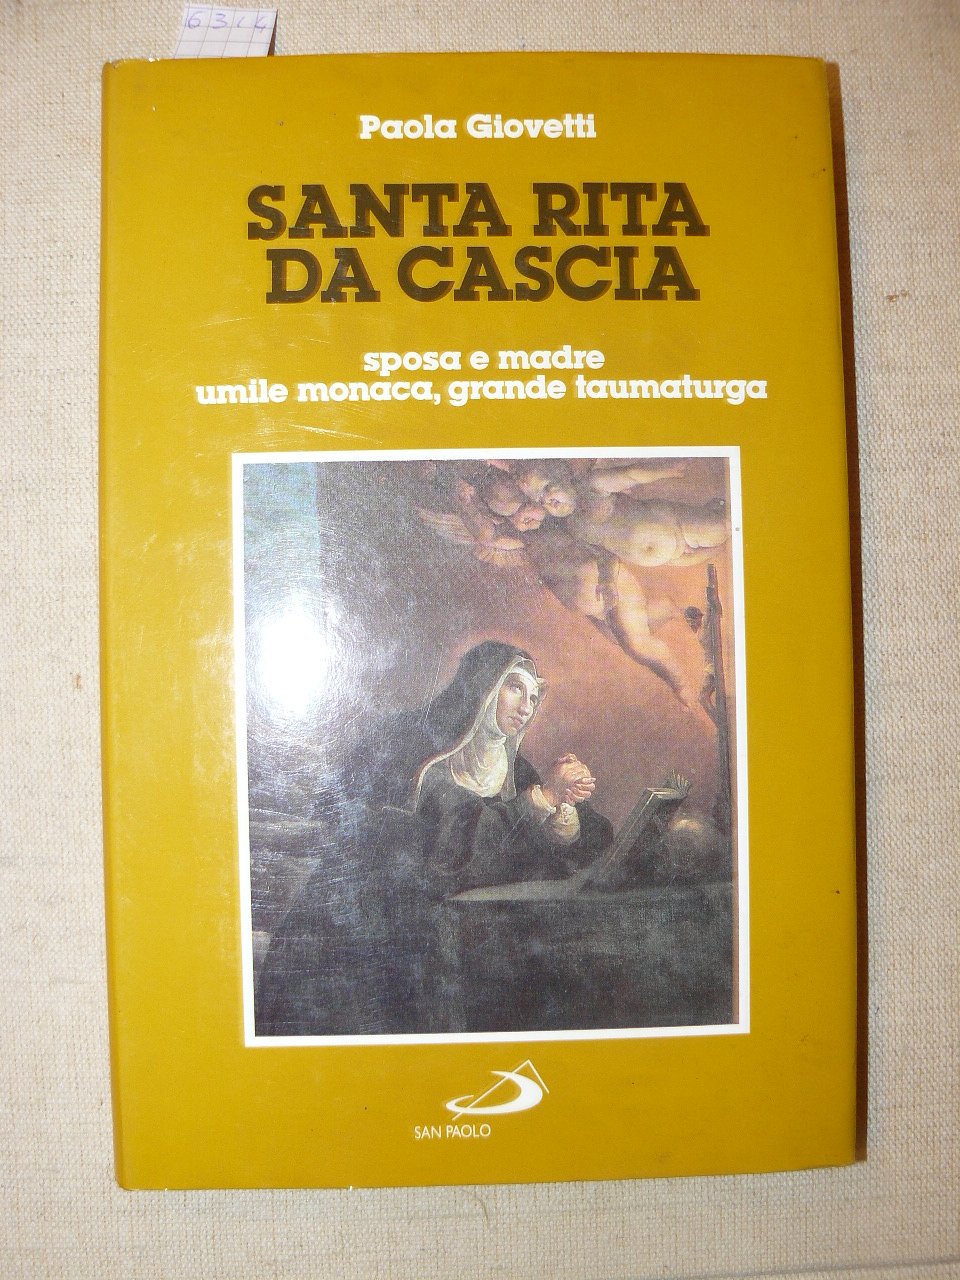 Paola Giovetti
SANTA RITA
DA CASCIA
sposa e madre
umile monaca, grande taumaturga
SAN PAOLO